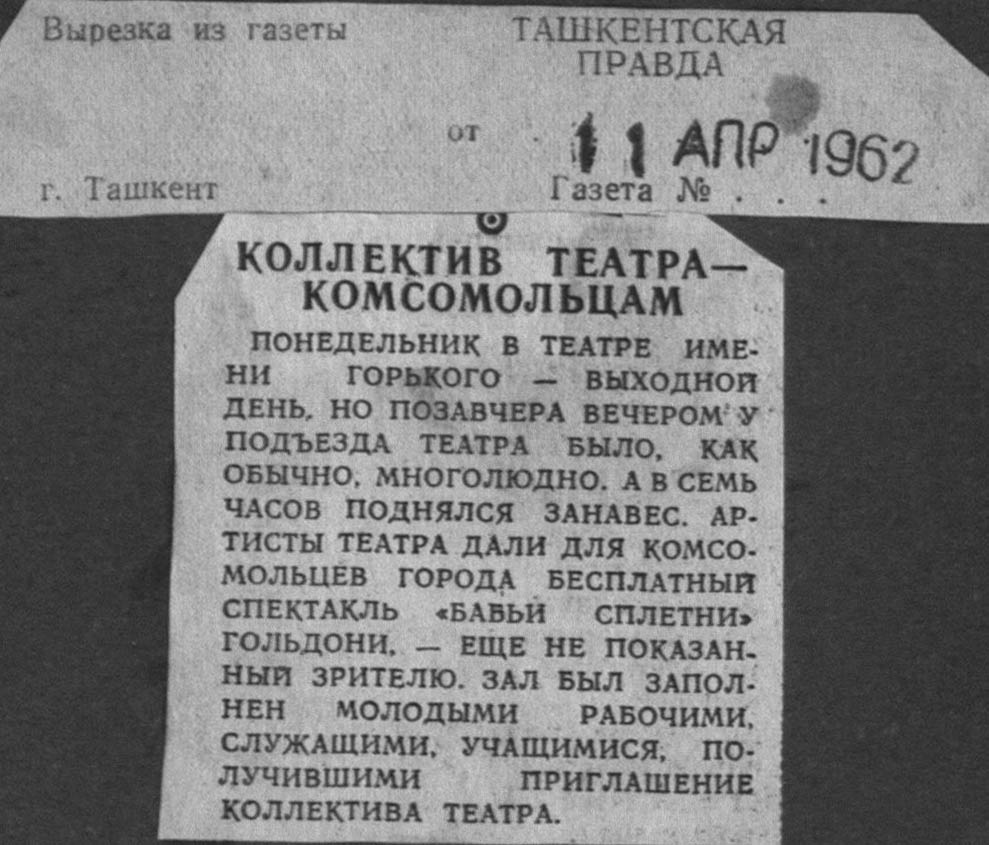 Вырезка из газеты
ТАШКЕНТСКАЯ
ПРАВДА
от 11 АПР 1962
г. Ташкент
Газета № . . .
КОЛЛЕКТИВ ТЕАТРА—
КОМСОМОЛЬЦАМ
ПОНЕДЕЛЬНИК В ТЕАТРЕ ИМЕ-
НИ ГОРЬКОГО — ВЫХОДНОЙ
ДЕНЬ. НО ПОЗАВЧЕРА ВЕЧЕРОМ У
ПОДЪЕЗДА ТЕАТРА БЫЛО, КАК
ОБЫЧНО, МНОГОЛЮДНО. А В СЕМЬ
ЧАСОВ ПОДНЯЛСЯ ЗАНАВЕС. АР-
ТИСТЫ ТЕАТРА ДАЛИ ДЛЯ КОМСО-
МОЛЬЦЕВ ГОРОДА БЕСПЛАТНЫЙ
СПЕКТАКЛЬ «БАБЬИ СПЛЕТНИ»
ГОЛЬДОНИ, — ЕЩЕ НЕ ПОКАЗАН-
НЫЙ ЗРИТЕЛЮ. ЗАЛ БЫЛ ЗАПОЛ-
НЕН МОЛОДЫМИ РАБОЧИМИ,
СЛУЖАЩИМИ, УЧАЩИМИСЯ, ПО-
ЛУЧИВШИМИ ПРИГЛАШЕНИЕ
КОЛЛЕКТИВА ТЕАТРА.